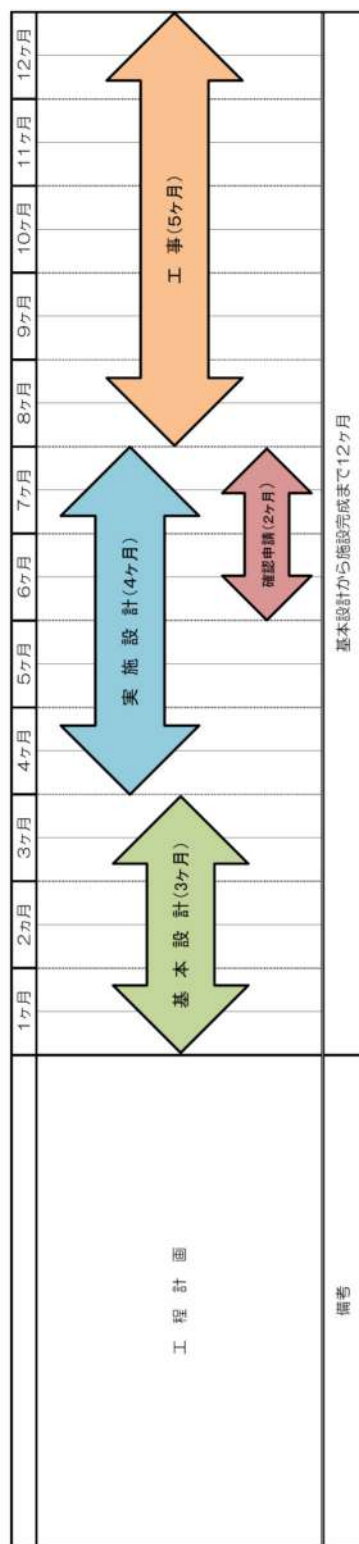 1ヶ月
2カ月
3ヶ月
4ヶ月
5ヶ月
6ヶ月
7ヶ月
8ヶ月
9ヶ月
10ヶ月
11ヶ月
12ヶ月
工 程 計 画
基 本 設 計(3ヶ月)
実 施 設 計(4ヶ月)
確認申請(2ヶ月)
工 事(5ヶ月)
備考
基本設計から施設完成まで12ヶ月